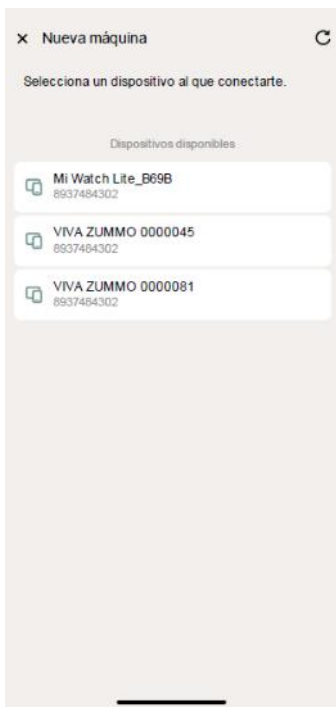 Nueva máquina
Selecciona un dispositivo al que conectarte.
Dispositivos disponibles
Mi Watch Lite_B69B
8937484302
VIVA ZUMMO 0000045
8937484302
VIVA ZUMMO 0000081
8937484302